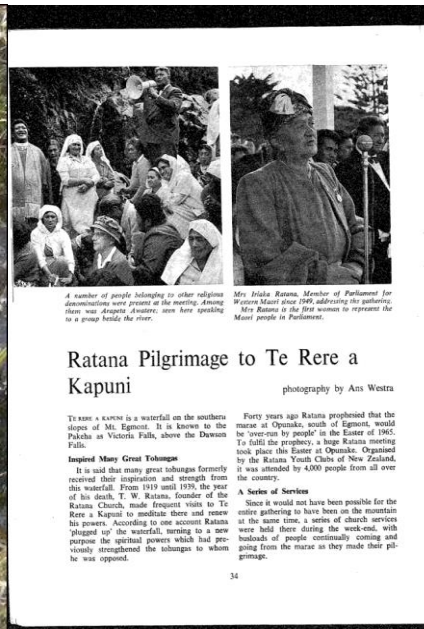 A number of people belonging to other religious
denominations were present at the meeting. Among
them was Arapeta Awatere; seen here speaking
to a group beside the river.
Mrs Iriaka Ratana, Member of Parliament for
Western Maori since 1949, addressing the gathering.
Mrs Ratana is the first woman to represent the
Maori people in Parliament.
Ratana Pilgrimage to Te Rere a
Kapuni
photography by Ans Westra
TE RERE A KAPUNI is a waterfall on the southern
slopes of Mt. Egmont. It is known to the
Pakeha as Victoria Falls, above the Dawson
Falls.
Inspired Many Great Tohungas
It is said that many great tohungas formerly
received their inspiration and strength from
this waterfall. From 1919 until 1939, the year
of his death, T. W. Ratana, founder of the
Ratana Church, made frequent visits to Te
Rere a Kapuni to meditate there and renew
his powers. According to one account Ratana
'plugged up' the waterfall, turning to a new
purpose the spiritual powers which had pre-
viously strengthened the tohungas to whom
he was opposed.
Forty years ago Ratana prophesied that the
marae at Opunake, south of Egmont, would
be 'over-run by people' in the Easter of 1965.
To fulfil the prophecy, a huge Ratana meeting
took place this Easter at Opunake. Organised
by the Ratana Youth Clubs of New Zealand,
it was attended by 4,000 people from all over
the country.
A Series of Services
Since it would not have been possible for the
entire gathering to have been on the mountain
at the same time, a series of church services
were held there during the week-end, with
busloads of people continually coming and
going from the marae as they made their pil-
grimage.
34